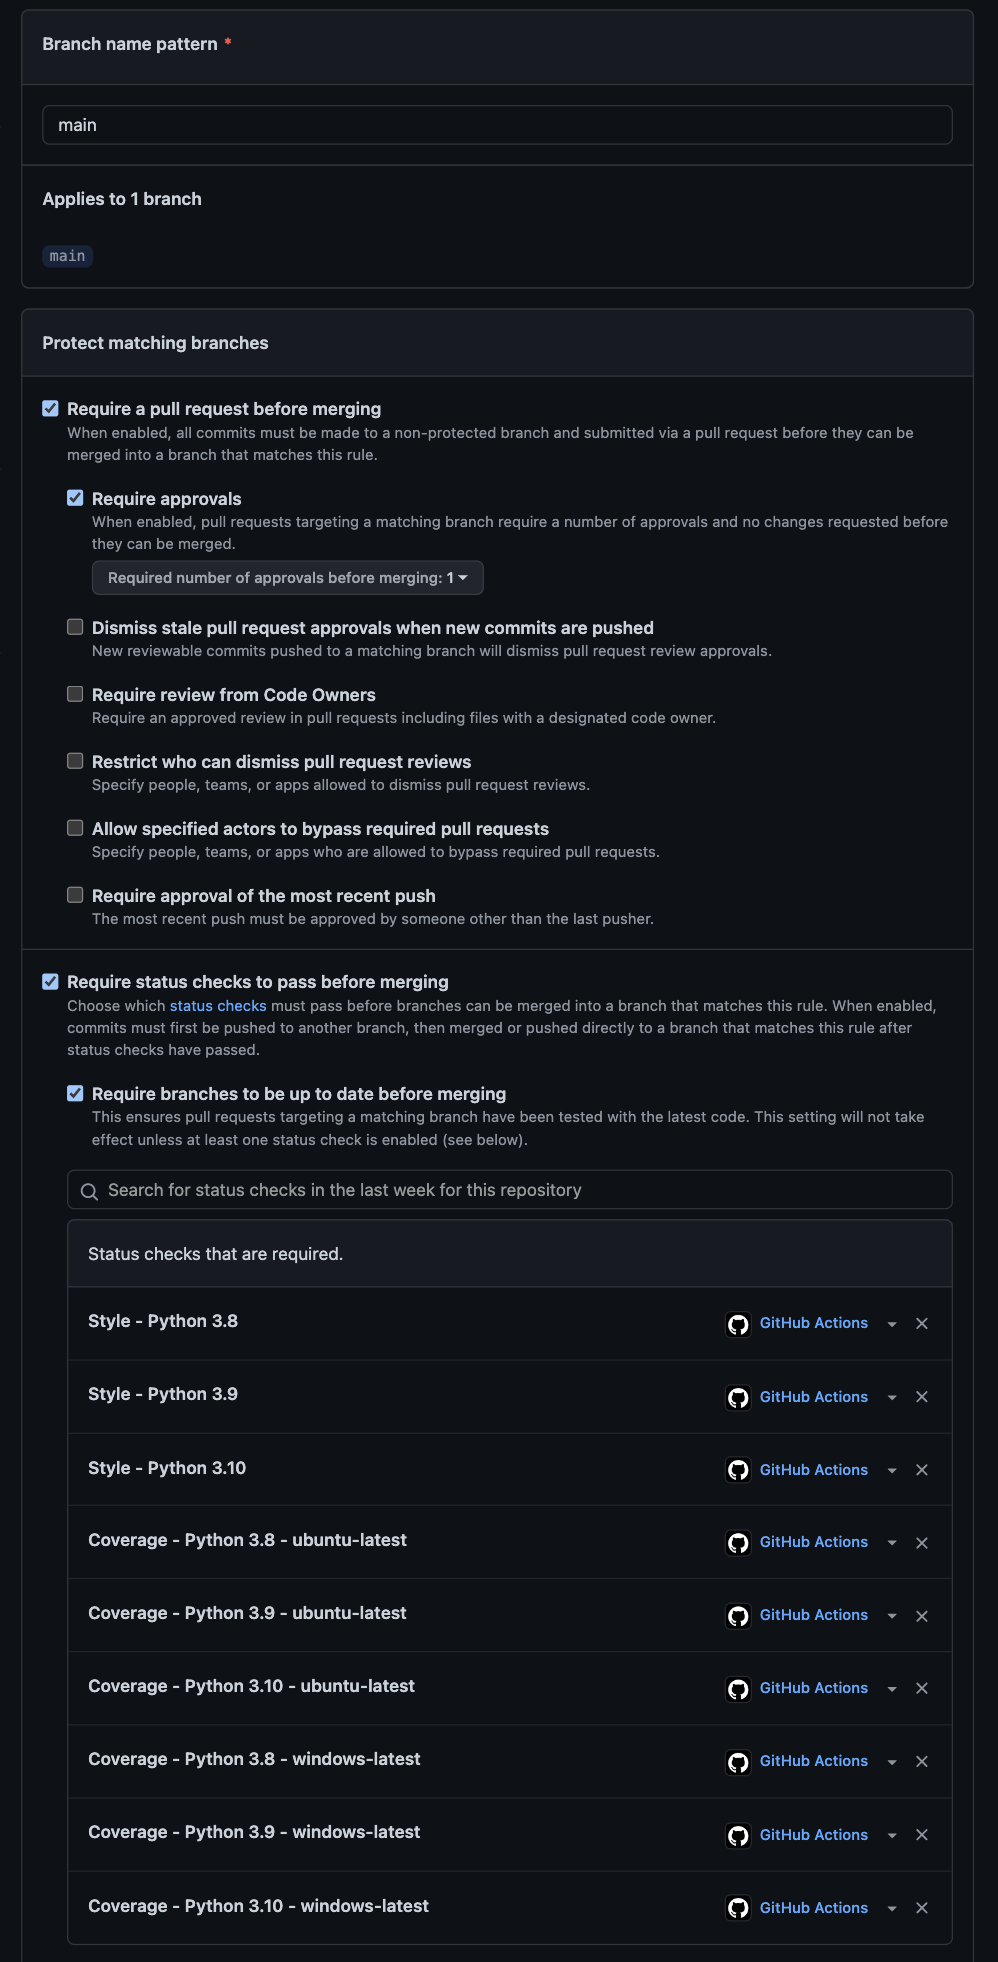 Branch name pattern *
main
Applies to 1 branch
main
Protect matching branches
Require a pull request before merging
When enabled, all commits must be made to a non-protected branch and submitted via a pull request before they can be
merged into a branch that matches this rule.
Require approvals
When enabled, pull requests targeting a matching branch require a number of approvals and no changes requested before
they can be merged.
Required number of approvals before merging: 1
Dismiss stale pull request approvals when new commits are pushed
New reviewable commits pushed to a matching branch will dismiss pull request review approvals.
Require review from Code Owners
Require an approved review in pull requests including files with a designated code owner.
Restrict who can dismiss pull request reviews
Specify people, teams, or apps allowed to dismiss pull request reviews.
Allow specified actors to bypass required pull requests
Specify people, teams, or apps who are allowed to bypass required pull requests.
Require approval of the most recent push
The most recent push must be approved by someone other than the last pusher.
Require status checks to pass before merging
Choose which status checks must pass before branches can be merged into a branch that matches this rule. When enabled,
commits must first be pushed to another branch, then merged or pushed directly to a branch that matches this rule after
status checks have passed.
Require branches to be up to date before merging
This ensures pull requests targeting a matching branch have been tested with the latest code. This setting will not take
effect unless at least one status check is enabled (see below).
Search for status checks in the last week for this repository
Status checks that are required.
Style - Python 3.8 GitHub Actions
Style - Python 3.9 GitHub Actions
Style - Python 3.10 GitHub Actions
Coverage - Python 3.8 - ubuntu-latest GitHub Actions
Coverage - Python 3.9 - ubuntu-latest GitHub Actions
Coverage - Python 3.10 - ubuntu-latest GitHub Actions
Coverage - Python 3.8 - windows-latest GitHub Actions
Coverage - Python 3.9 - windows-latest GitHub Actions
Coverage - Python 3.10 - windows-latest GitHub Actions